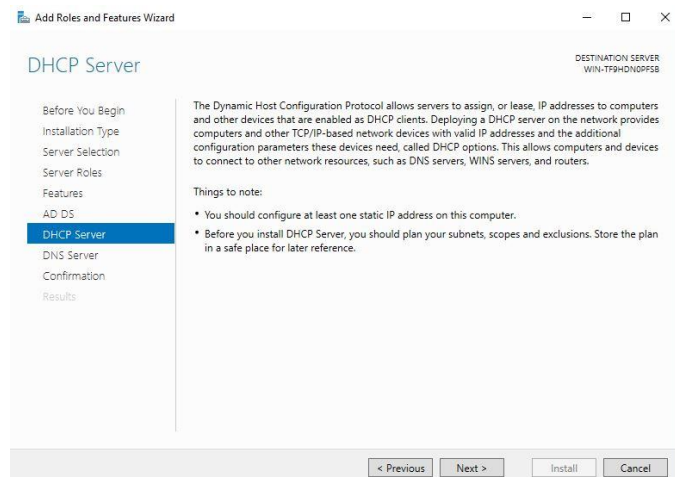 Add Roles and Features Wizard
DHCP Server
DESTINATION SERVER
WIN-TF9HDN0PFSB
Before You Begin
Installation Type
Server Selection
Server Roles
Features
AD DS
DHCP Server
DNS Server
Confirmation
Results
The Dynamic Host Configuration Protocol allows servers to assign, or lease, IP addresses to computers
and other devices that are enabled as DHCP clients. Deploying a DHCP server on the network provides
computers and other TCP/IP-based network devices with valid IP addresses and the additional
configuration parameters these devices need, called DHCP options. This allows computers and devices
to connect to other network resources, such as DNS servers, WINS servers, and routers.
Things to note:
• You should configure at least one static IP address on this computer.
• Before you install DHCP Server, you should plan your subnets, scopes and exclusions. Store the plan
in a safe place for later reference.
< Previous Next > Install Cancel